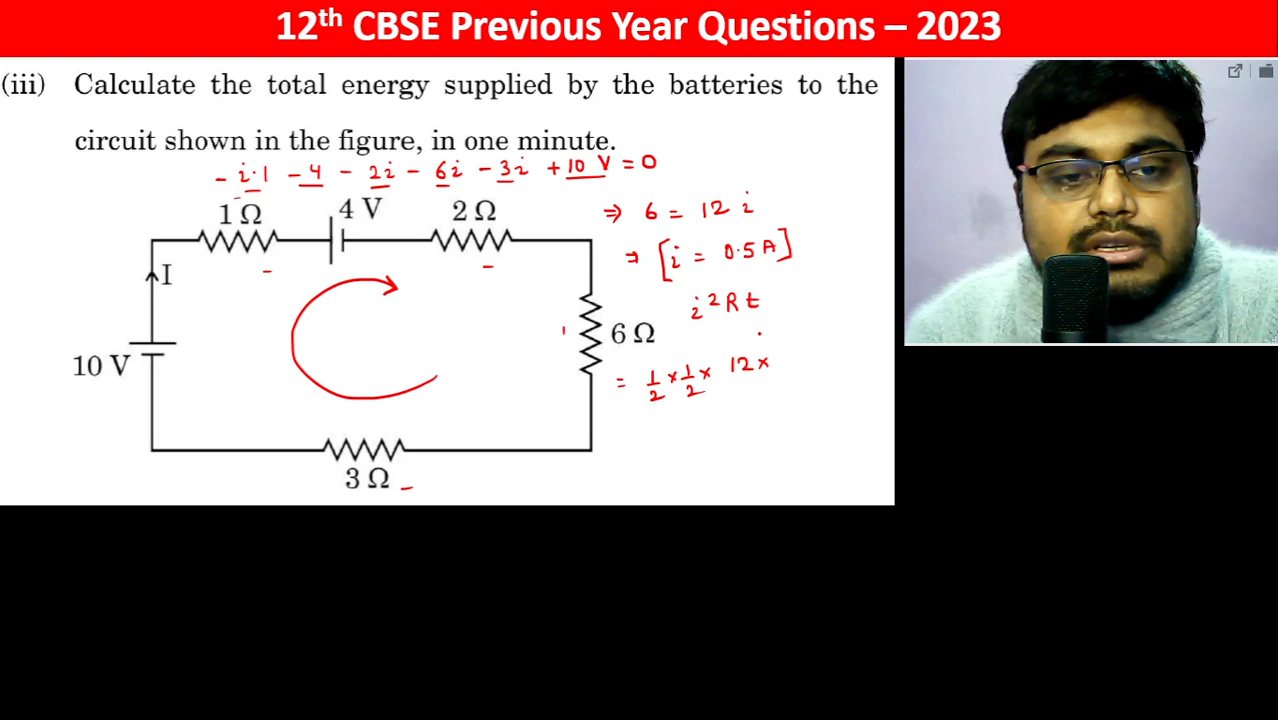 12th CBSE Previous Year Questions – 2023
(iii) Calculate the total energy supplied by the batteries to the
circuit shown in the figure, in one minute.
- i·1 - 4 - 2i - 6i - 3i + 10 V = 0
1 Ω 4 V 2 Ω
⇒ 6 = 12 i
⇒ [i = 0.5 A]
I
i²Rt
6 Ω
10 V
= 1/2 × 1/2 × 12 ×
3 Ω